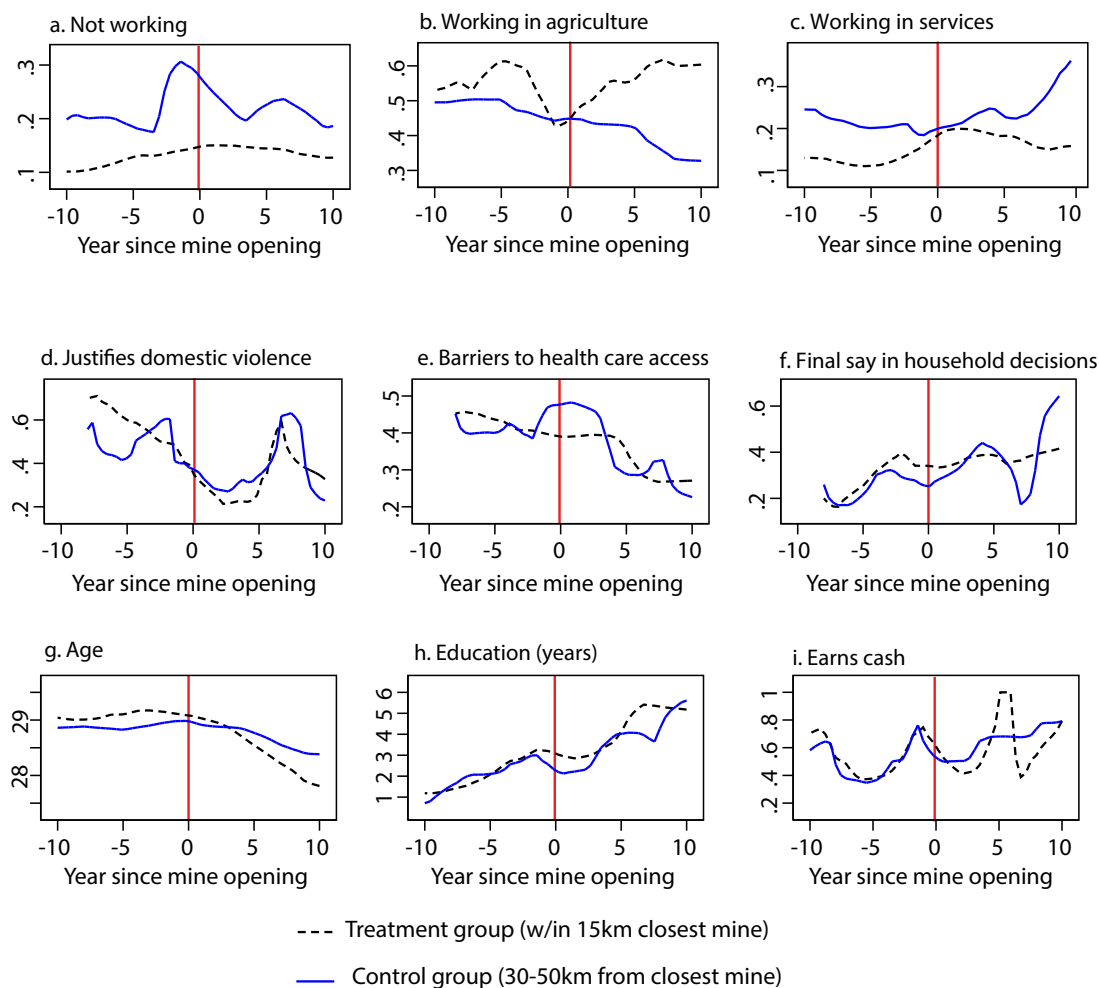 a. Not working
b. Working in agriculture
c. Working in services
.3
.2
.1
-10 -5 0 5 10
Year since mine opening
.6
.5
.4
.3
-10 -5 0 5 10
Year since mine opening
.3
.2
.1
-10 -5 0 5 10
Year since mine opening
d. Justifies domestic violence
e. Barriers to health care access
f. Final say in household decisions
.6
.4
.2
-10 -5 0 5 10
Year since mine opening
.5
.4
.3
.2
-10 -5 0 5 10
Year since mine opening
.6
.4
.2
-10 -5 0 5 10
Year since mine opening
g. Age
h. Education (years)
i. Earns cash
29
28
-10 -5 0 5 10
Year since mine opening
6
5
4
3
2
1
-10 -5 0 5 10
Year since mine opening
1
.8
.6
.4
.2
-10 -5 0 5 10
Year since mine opening
Treatment group (w/in 15km closest mine)
Control group (30-50km from closest mine)